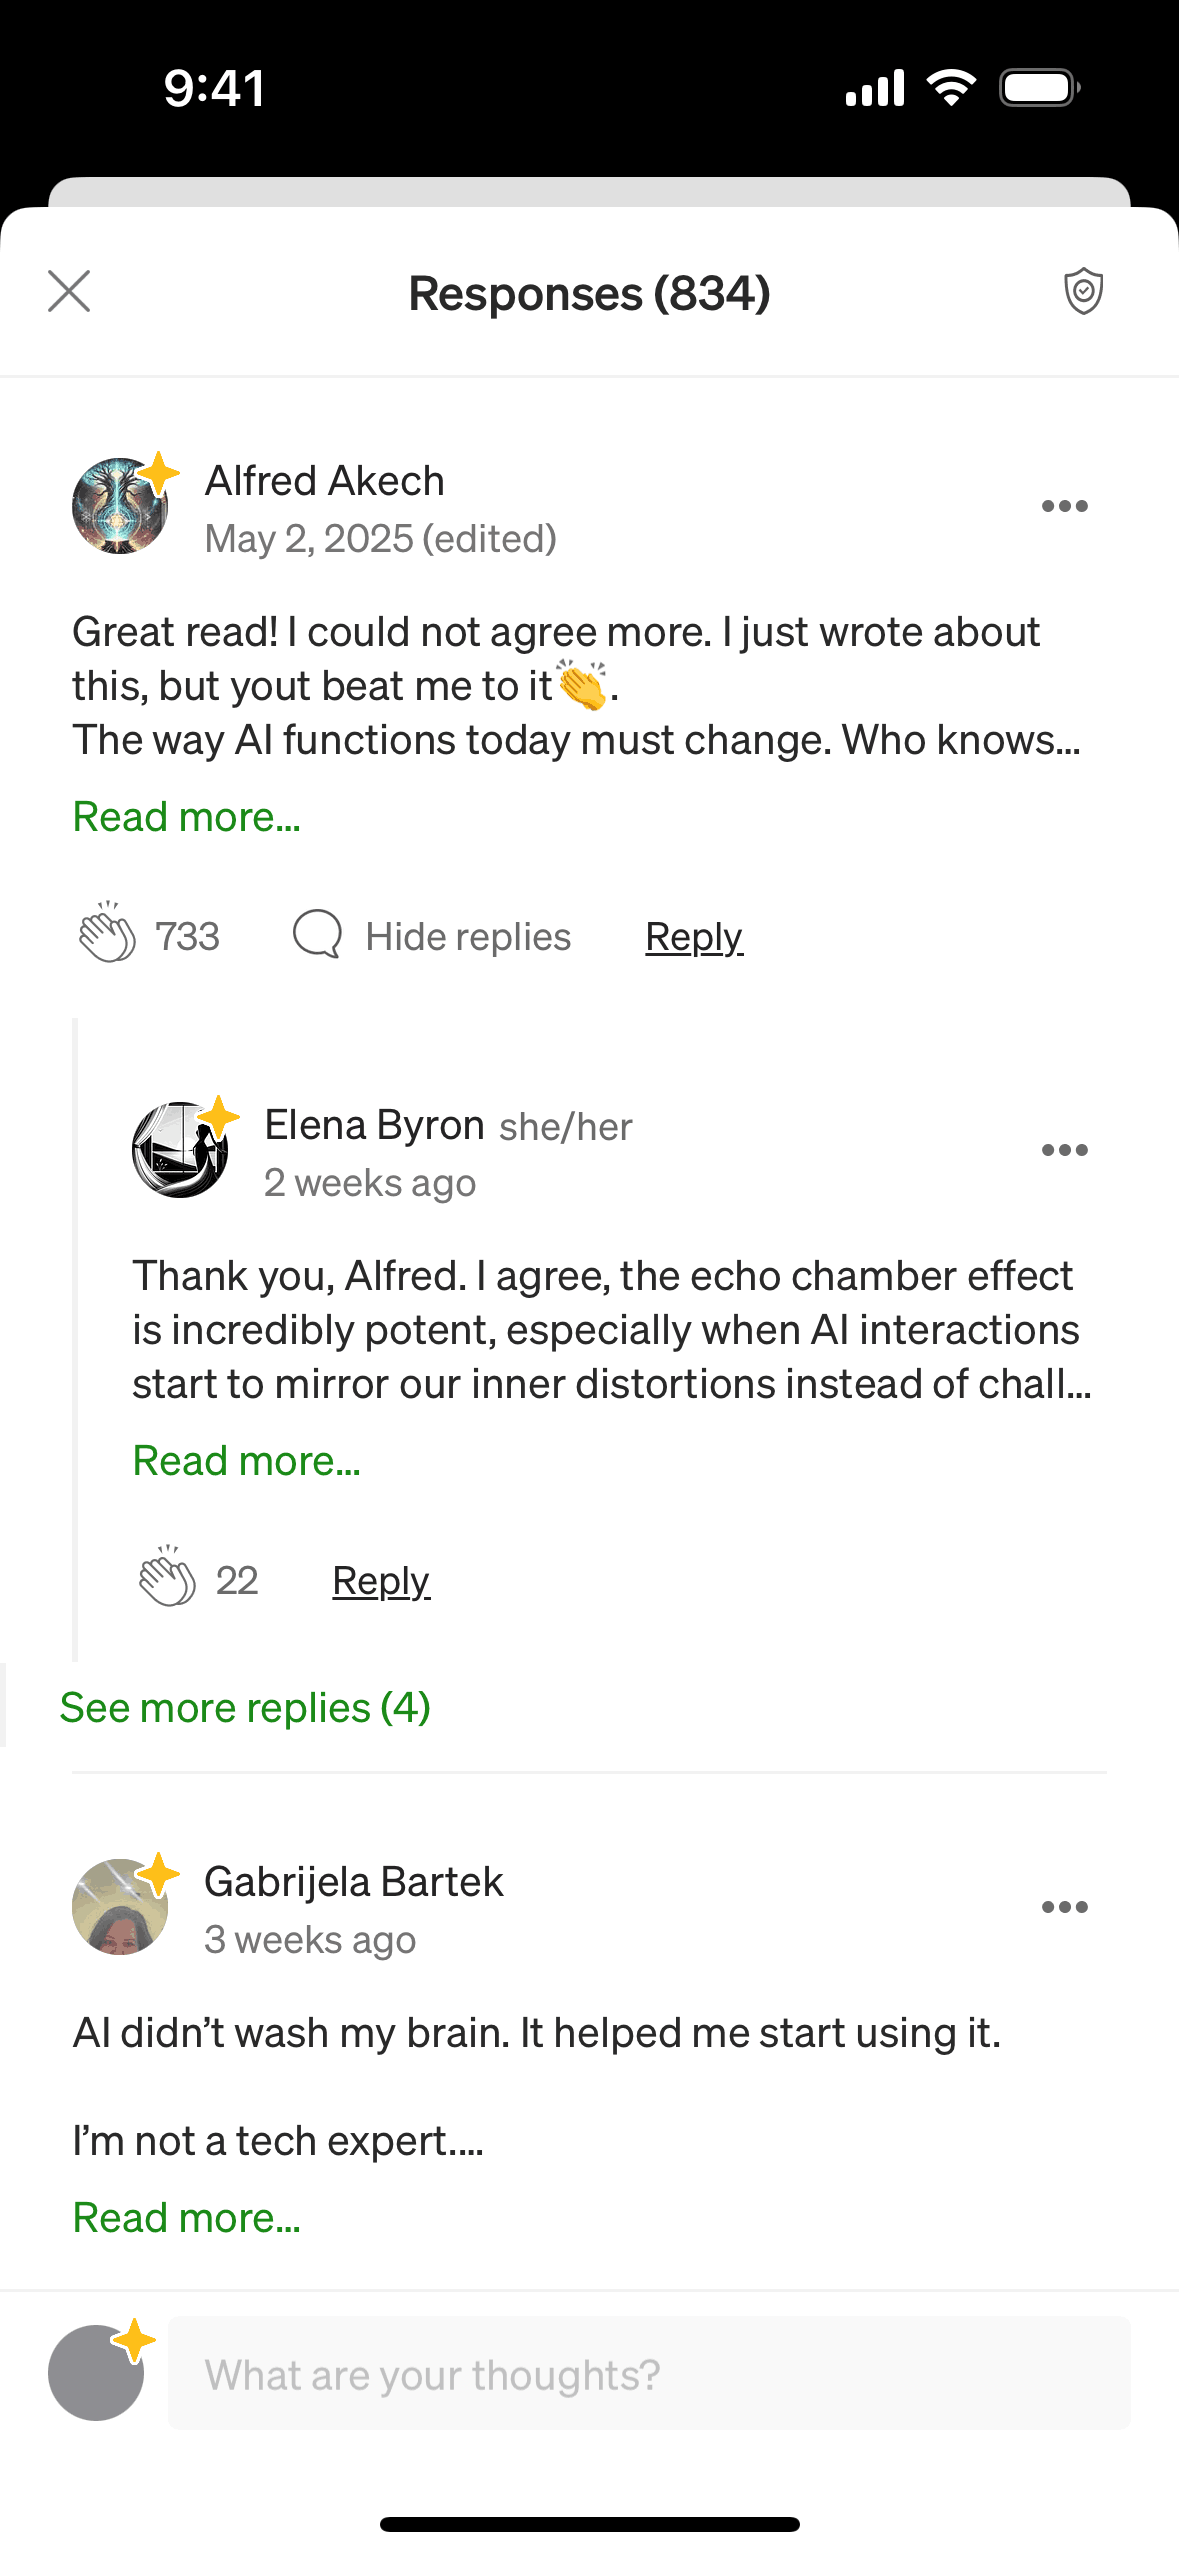 9:41
Responses (834)
Alfred Akech
May 2, 2025 (edited)
Great read! I could not agree more. I just wrote about
this, but yout beat me to it👏.
The way AI functions today must change. Who knows...
Read more...
733 Hide replies Reply
Elena Byron she/her
2 weeks ago
Thank you, Alfred. I agree, the echo chamber effect
is incredibly potent, especially when AI interactions
start to mirror our inner distortions instead of chall...
Read more...
22 Reply
See more replies (4)
Gabrijela Bartek
3 weeks ago
AI didn’t wash my brain. It helped me start using it.
I’m not a tech expert....
Read more...
What are your thoughts?